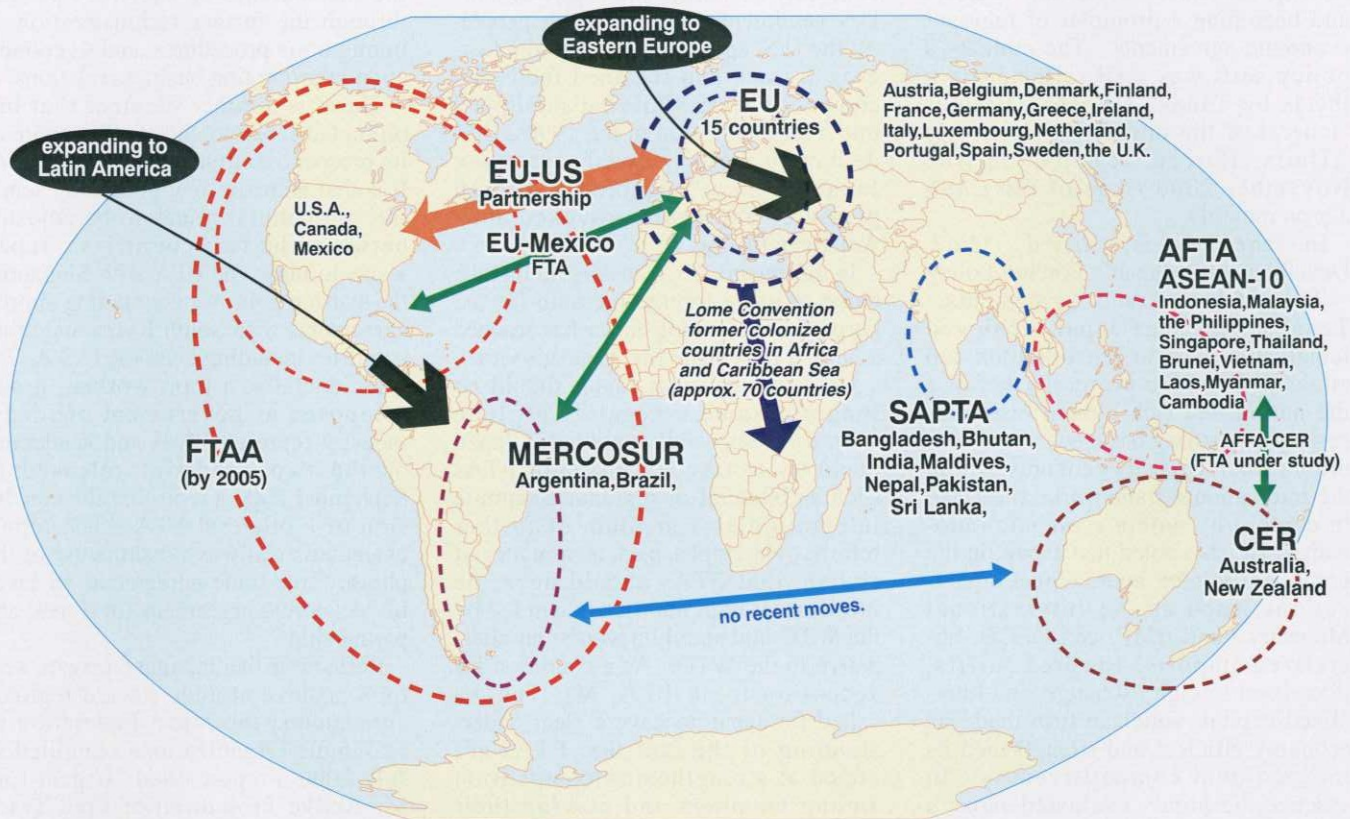 expanding to
Eastern Europe
EU
15 countries
Austria,Belgium,Denmark,Finland,
France,Germany,Greece,Ireland,
Italy,Luxembourg,Netherland,
Portugal,Spain,Sweden,the U.K.
expanding to
Latin America
EU-US
Partnership
U.S.A.,
Canada,
Mexico
EU-Mexico
FTA
AFTA
ASEAN-10
Indonesia,Malaysia,
the Philippines,
Singapore,Thailand,
Brunei,Vietnam,
Laos,Myanmar,
Cambodia
Lome Convention
former colonized
countries in Africa
and Caribbean Sea
(approx. 70 countries)
SAPTA
Bangladesh,Bhutan,
India,Maldives,
Nepal,Pakistan,
Sri Lanka,
AFFA-CER
(FTA under study)
FTAA
(by 2005)
MERCOSUR
Argentina,Brazil,
CER
Australia,
New Zealand
no recent moves.